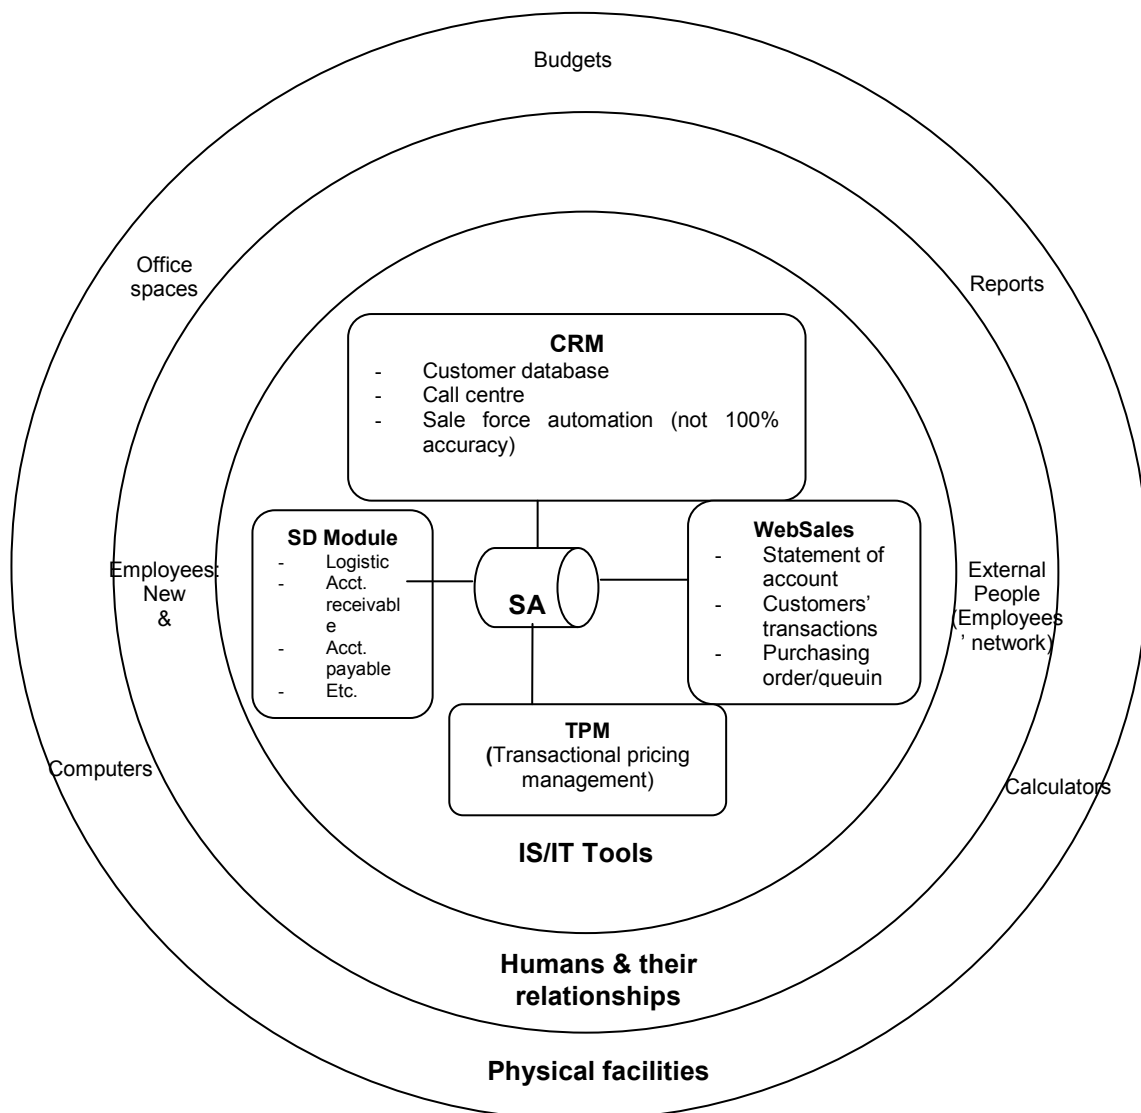 Budgets
Office
spaces
Reports
CRM
- Customer database
- Call centre
- Sale force automation (not 100%
accuracy)
SD Module
- Logistic
- Acct.
receivabl
e
- Acct.
payable
- Etc.
SA
WebSales
- Statement of
account
- Customers'
transactions
- Purchasing
order/queuin
Employees:
New
&
External
People
(Employees
' network)
TPM
(Transactional pricing
management)
Computers
Calculators
IS/IT Tools
Humans & their
relationships
Physical facilities